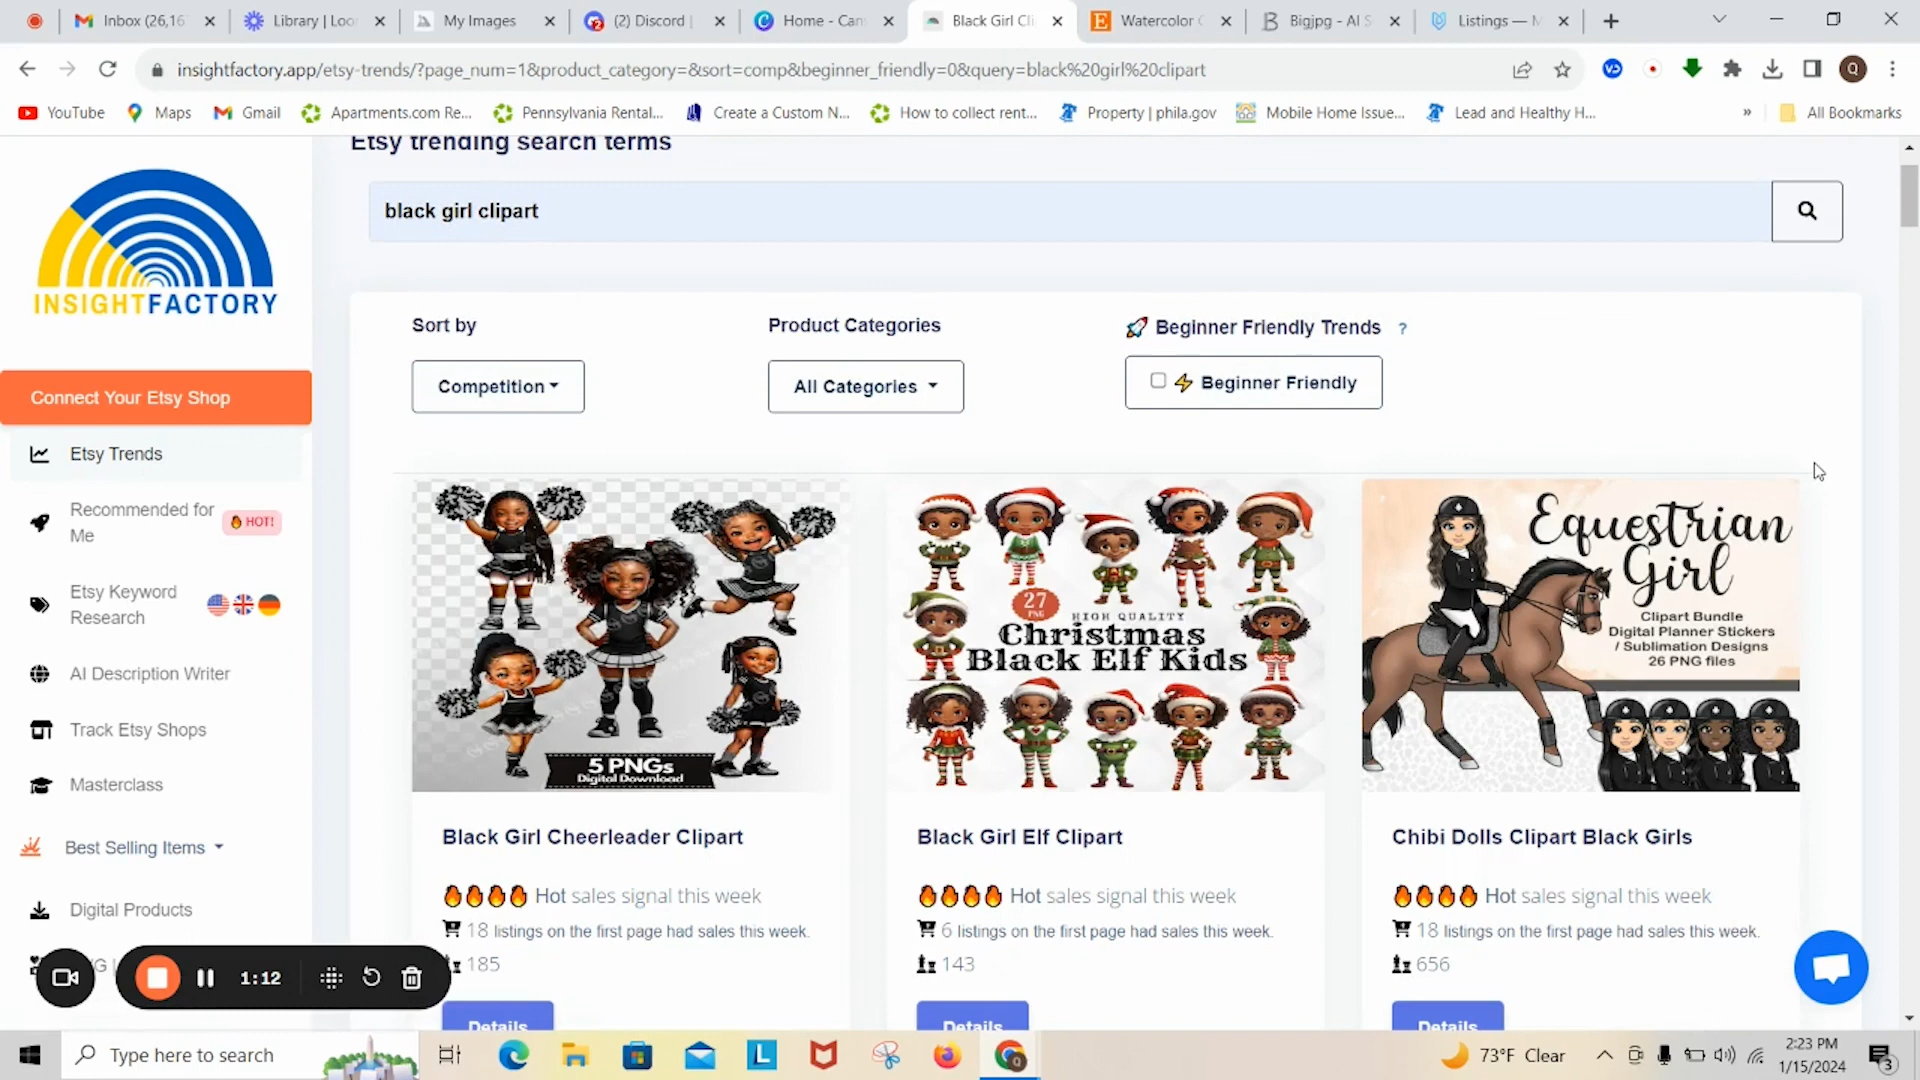 Inbox (26,16
Library | Loo
My Images
(2) Discord |
Home - Can
Black Girl Cli
Watercolor C
Bigjpg - AI S
Listings — M
insightfactory.app/etsy-trends/?page_num=1&product_category=&sort=comp&beginner_friendly=0&query=black%20girl%20clipart
Q
YouTube
Maps
Gmail
Apartments.com Re...
Pennsylvania Rental...
Create a Custom N...
How to collect rent...
Property | phila.gov
Mobile Home Issue...
Lead and Healthy H...
»
All Bookmarks
Etsy trending search terms
black girl clipart
INSIGHTFACTORY
Connect Your Etsy Shop
Etsy Trends
Recommended for Me
HOT!
Etsy Keyword Research
AI Description Writer
Track Etsy Shops
Masterclass
Best Selling Items
Digital Products
Sort by
Competition
Product Categories
All Categories
Beginner Friendly Trends ?
Beginner Friendly
5 PNGs
Digital Download
27
PNG
HIGH QUALITY
Christmas
Black Elf Kids
Equestrian
Girl
Clipart Bundle
Digital Planner Stickers
/ Sublimation Designs
26 PNG files
Black Girl Cheerleader Clipart
Hot sales signal this week
18 listings on the first page had sales this week.
185
Details
Black Girl Elf Clipart
Hot sales signal this week
6 listings on the first page had sales this week.
143
Details
Chibi Dolls Clipart Black Girls
Hot sales signal this week
18 listings on the first page had sales this week.
656
Details
1:12
Type here to search
73°F Clear
2:23 PM
1/15/2024
3